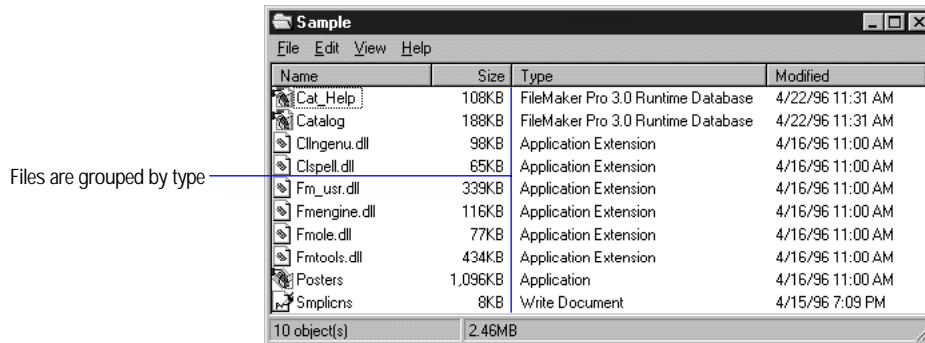 Sample
File Edit View Help
Name Size Type Modified
Cat_Help 108KB FileMaker Pro 3.0 Runtime Database 4/22/96 11:31 AM
Catalog 188KB FileMaker Pro 3.0 Runtime Database 4/22/96 11:31 AM
Cllngenu.dll 98KB Application Extension 4/16/96 11:00 AM
Clspell.dll 65KB Application Extension 4/16/96 11:00 AM
Files are grouped by type
Fm_usr.dll 339KB Application Extension 4/16/96 11:00 AM
Fmengine.dll 116KB Application Extension 4/16/96 11:00 AM
Fmole.dll 77KB Application Extension 4/16/96 11:00 AM
Fmtools.dll 434KB Application Extension 4/16/96 11:00 AM
Posters 1,096KB Application 4/16/96 11:00 AM
Smplicns 8KB Write Document 4/15/96 7:09 PM
10 object(s) 2.46MB